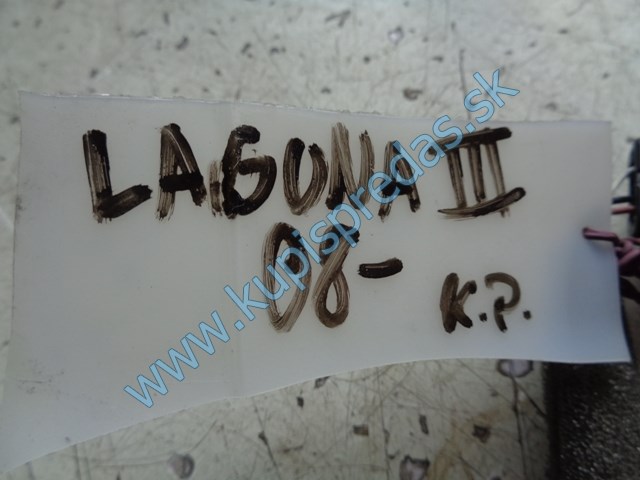 LAGUNA III
08-
K.P.
www.kupispredas.sk